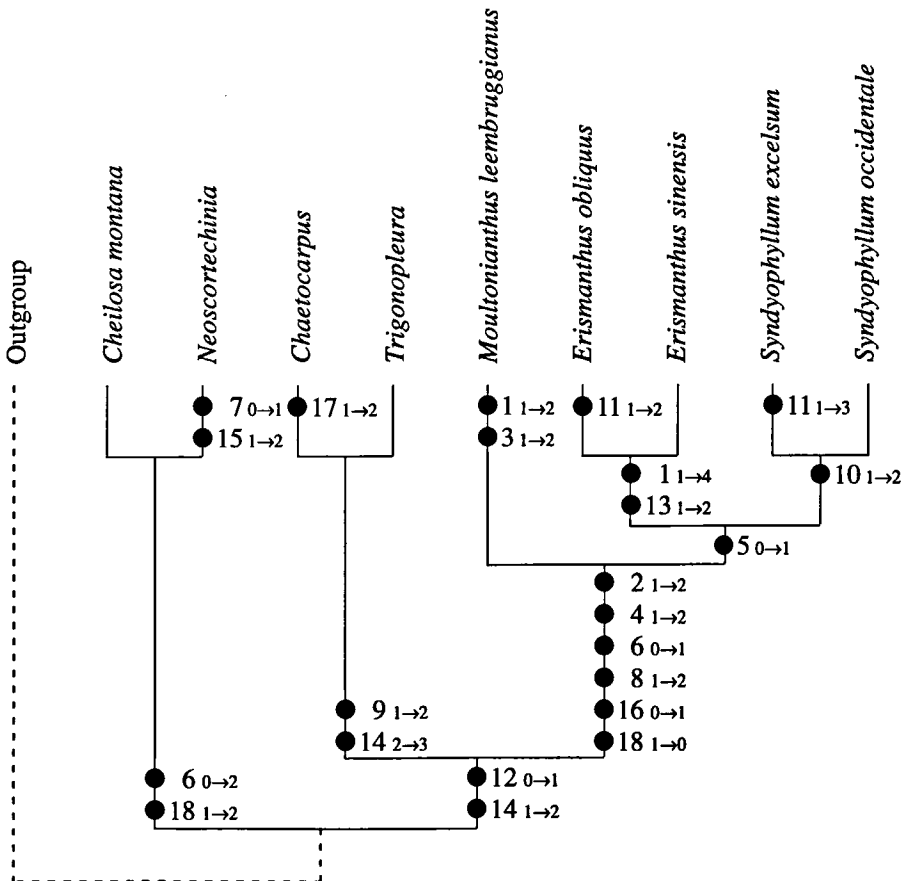 Outgroup
Cheilosa montana
Neoscortechinia
Chaetocarpus
Trigonopleura
Moultonianthus leembruggianus
Erismanthus obliquus
Erismanthus sinensis
Syndyophyllum excelsum
Syndyophyllum occidentale
7 0→1
15 1→2
17 1→2
1 1→2
3 1→2
11 1→2
11 1→3
1 1→4
13 1→2
10 1→2
5 0→1
2 1→2
4 1→2
6 0→1
8 1→2
16 0→1
18 1→0
9 1→2
14 2→3
6 0→2
18 1→2
12 0→1
14 1→2